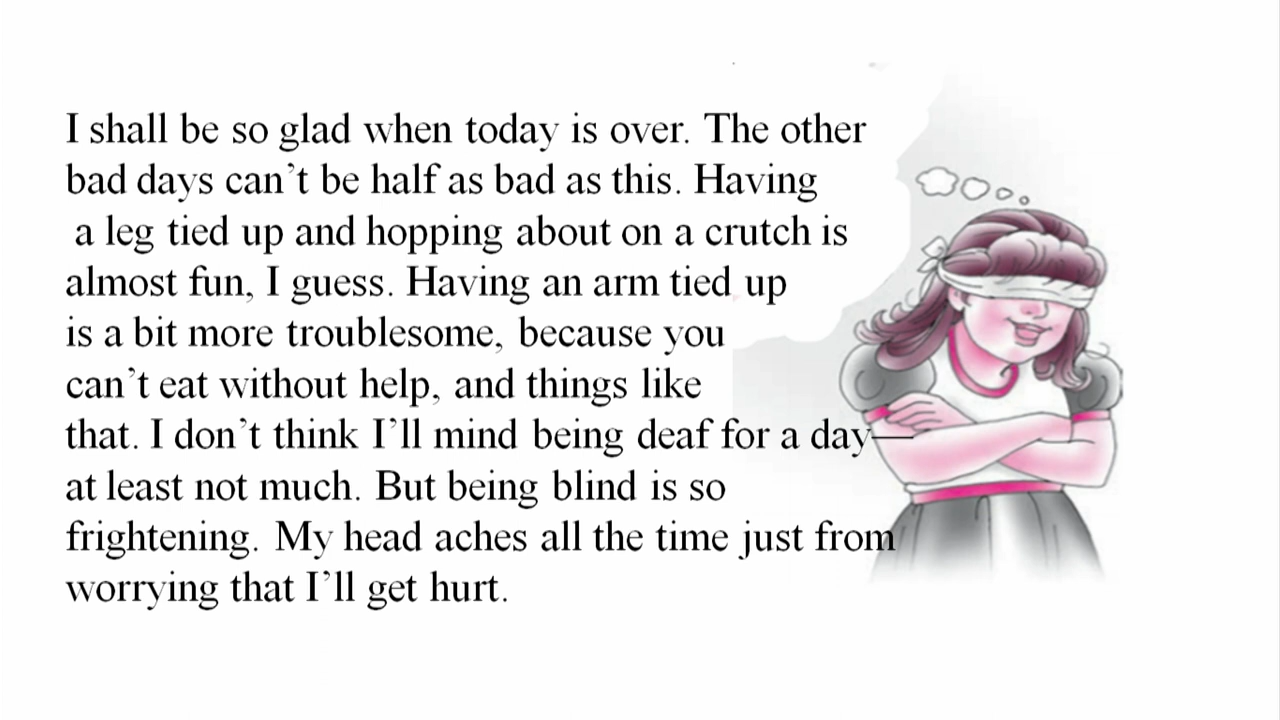 I shall be so glad when today is over. The other
bad days can’t be half as bad as this. Having
a leg tied up and hopping about on a crutch is
almost fun, I guess. Having an arm tied up
is a bit more troublesome, because you
can’t eat without help, and things like
that. I don’t think I’ll mind being deaf for a day—
at least not much. But being blind is so
frightening. My head aches all the time just from
worrying that I’ll get hurt.